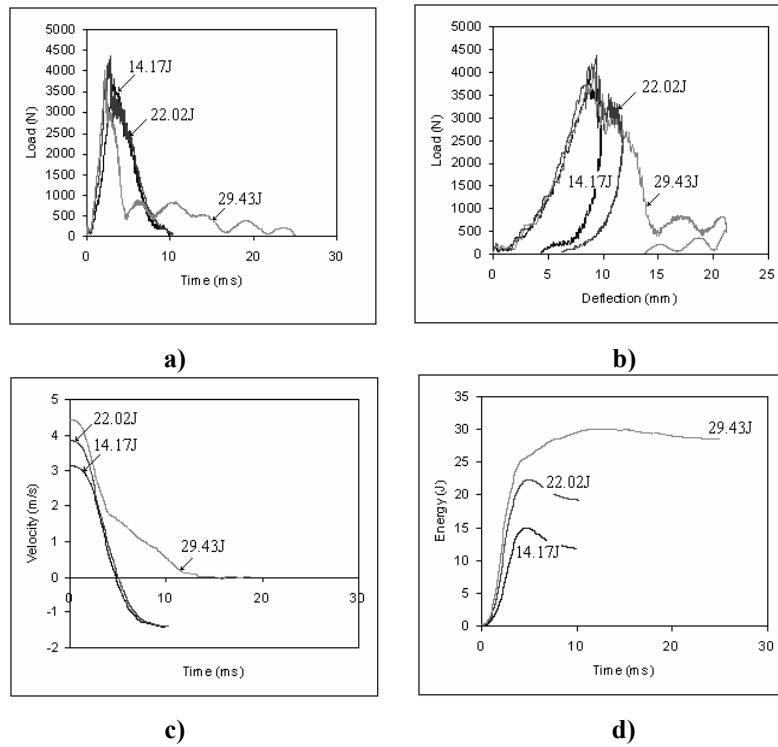 5000
4500
4000
3500
3000
2500
2000
1500
1000
500
0
Load (N)
14.17J
22.02J
29.43J
0 10 20 30
Time (ms)
a)
5000
4500
4000
3500
3000
2500
2000
1500
1000
500
0
Load (N)
22.02J
14.17J
29.43J
0 5 10 15 20 25
Deflection (mm)
b)
5
4
3
2
1
0
-1
-2
Velocity (m/s)
22.02J
14.17J
29.43J
0 10 20 30
Time (ms)
c)
35
30
25
20
15
10
5
0
Energy (J)
29.43J
22.02J
14.17J
0 10 20 30
Time (ms)
d)